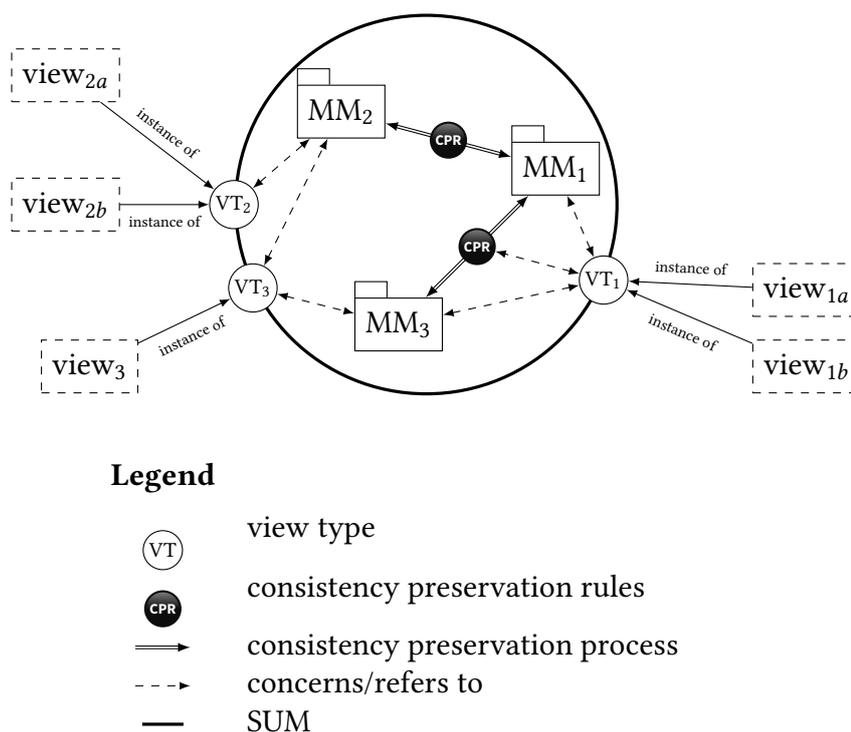 view2a
instance of
MM2
CPR
MM1
view2b
instance of
VT2
CPR
VT3
VT1
instance of
view1a
MM3
instance of
view3
instance of
view1b
Legend
VT view type
CPR consistency preservation rules
consistency preservation process
concerns/refers to
SUM